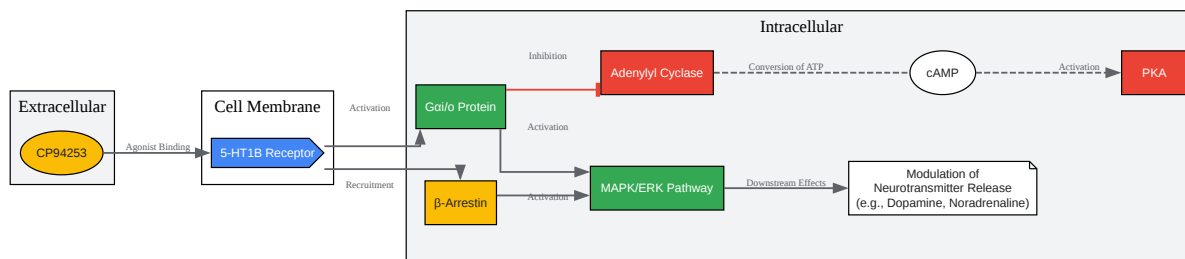 Intracellular
Inhibition
Adenylyl Cyclase
Conversion of ATP
cAMP
Activation
PKA
Extracellular
CP94253
Agonist Binding
Cell Membrane
5-HT1B Receptor
Activation
Gαi/o Protein
Activation
Recruitment
β-Arrestin
Activation
MAPK/ERK Pathway
Downstream Effects
Modulation of
Neurotransmitter Release
(e.g., Dopamine, Noradrenaline)